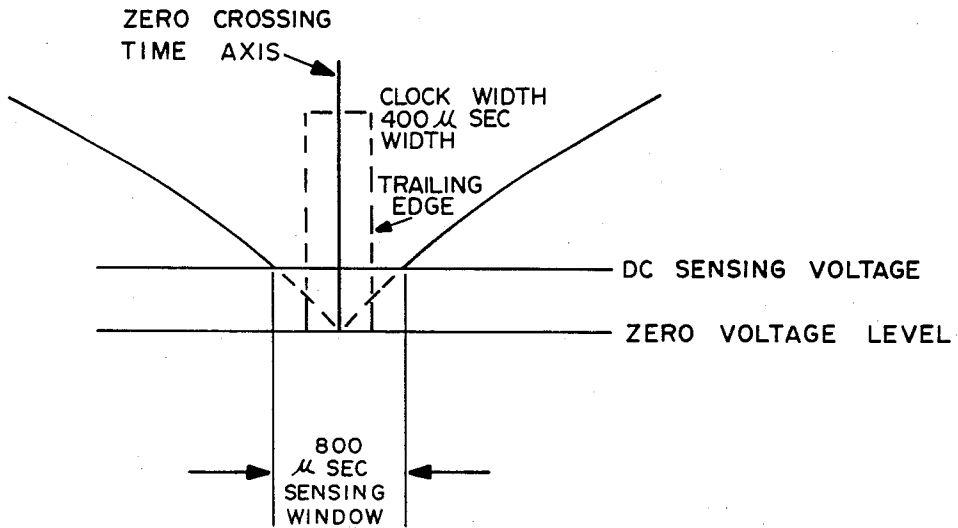 ZERO CROSSING
TIME AXIS
CLOCK WIDTH
400 μ SEC
WIDTH
TRAILING
EDGE
DC SENSING VOLTAGE
ZERO VOLTAGE LEVEL
800
μ SEC
SENSING
WINDOW